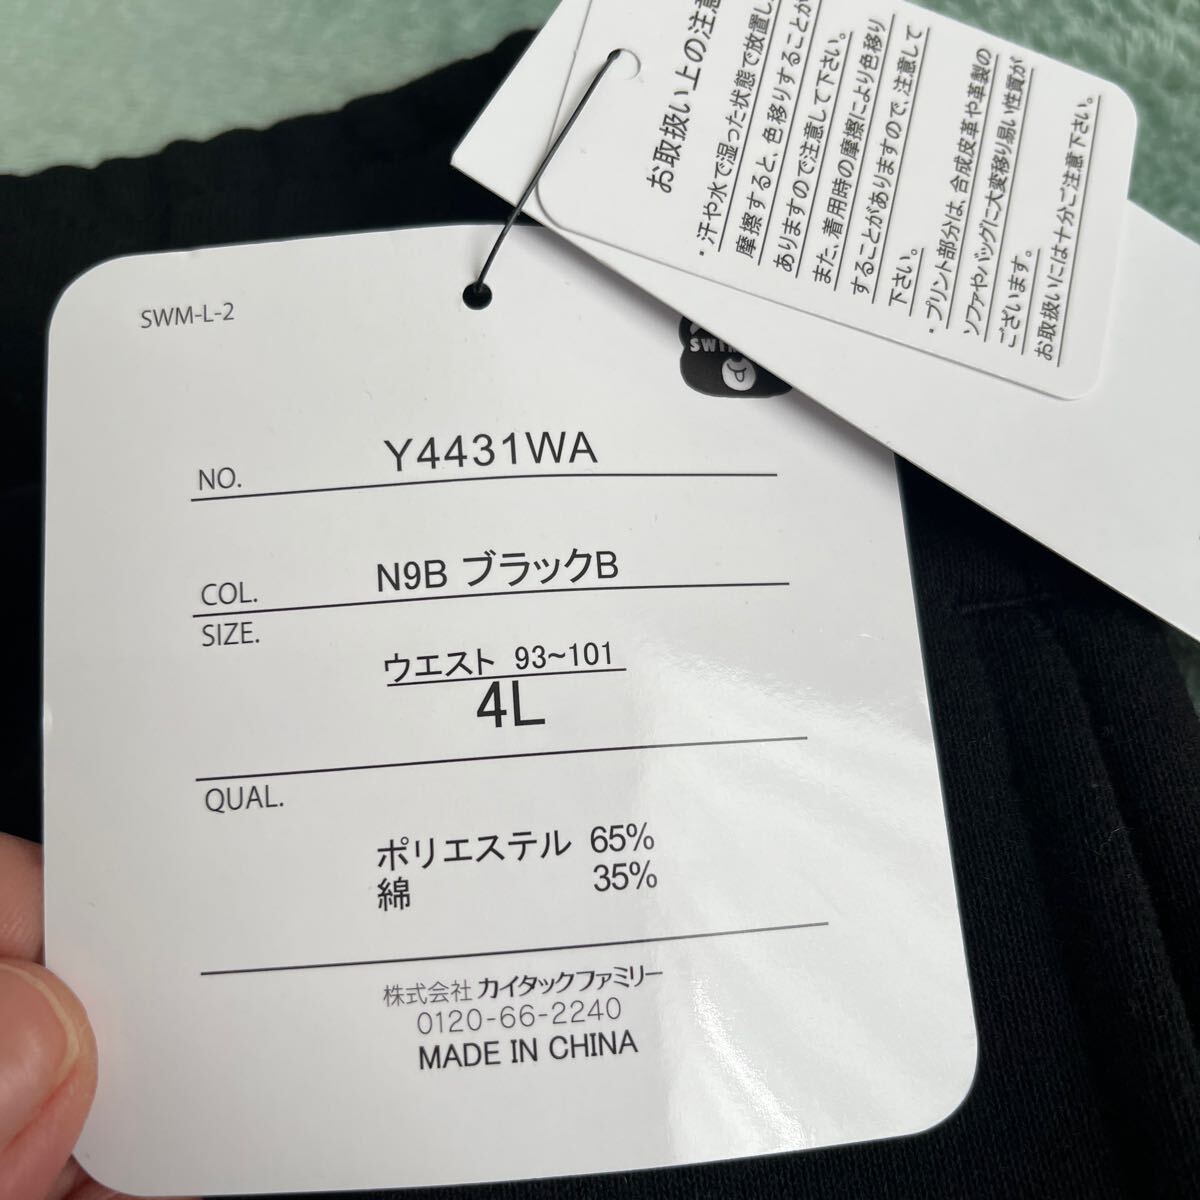 お取扱い上の注意
・汗や水で湿った状態で放置し
摩擦すると、色移りすることが
ありますので注意して下さい。
また、着用時の摩擦により色移り
することがありますので、注意して
下さい。
・プリント部分は、合成皮革や革製の
ソファやバッグに大変移り易い性質が
ございます。
お取扱いには十分ご注意下さい。
SWM-L-2
NO. Y4431WA
COL. N9B ブラックB
SIZE.
ウエスト 93~101
4L
QUAL.
ポリエステル 65%
綿 35%
株式会社 カイタックファミリー
0120-66-2240
MADE IN CHINA